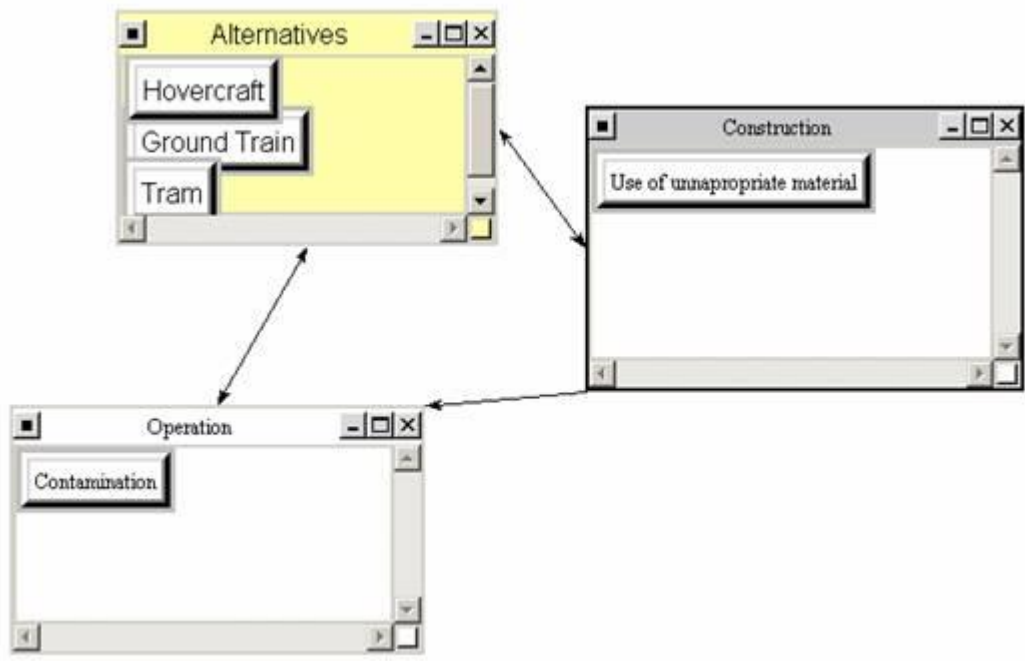 Alternatives
Hovercraft
Ground Train
Tram
Construction
Use of unnapropriate material
Operation
Contamination